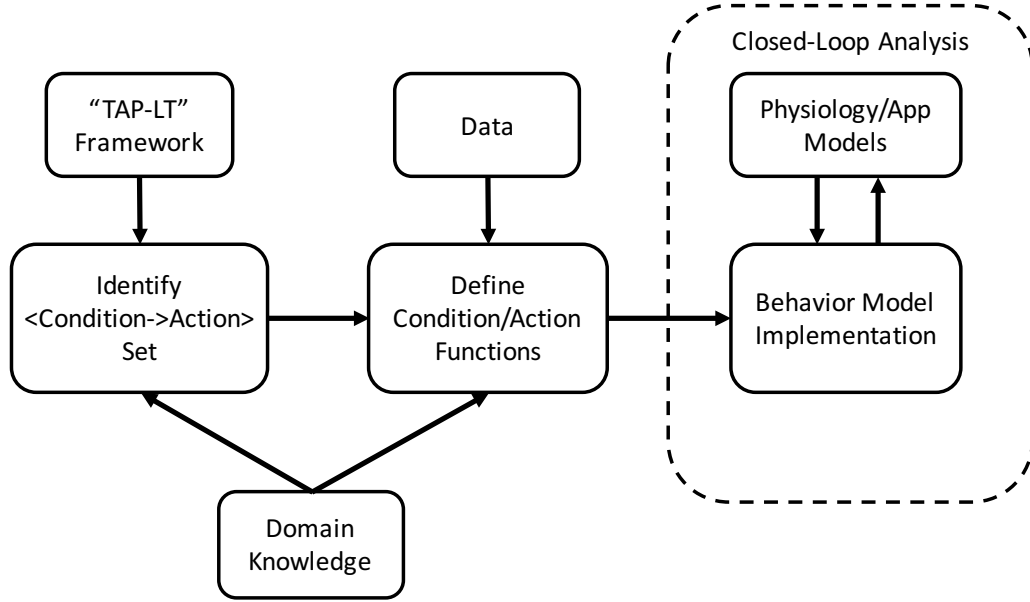 Closed-Loop Analysis
“TAP-LT”
Framework
Data
Physiology/App
Models
Identify
<Condition->Action>
Set
Define
Condition/Action
Functions
Behavior Model
Implementation
Domain
Knowledge